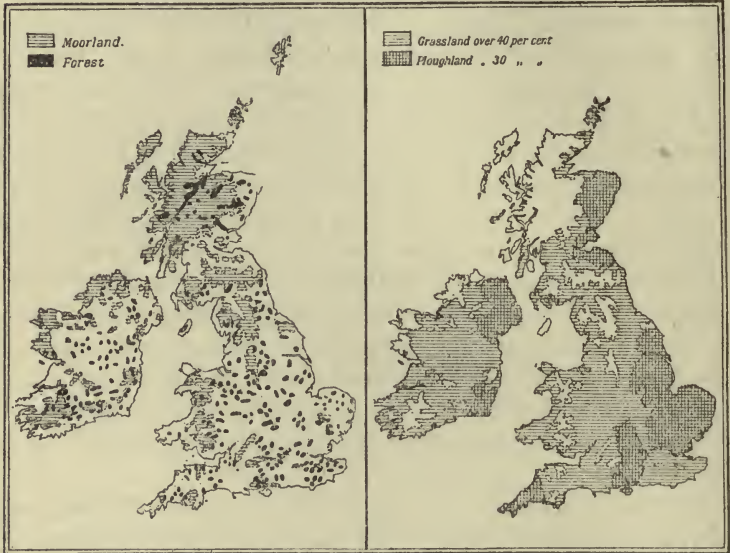 Moorland.
Forest
Grassland over 40 per cent
Ploughland „ 30 „ „